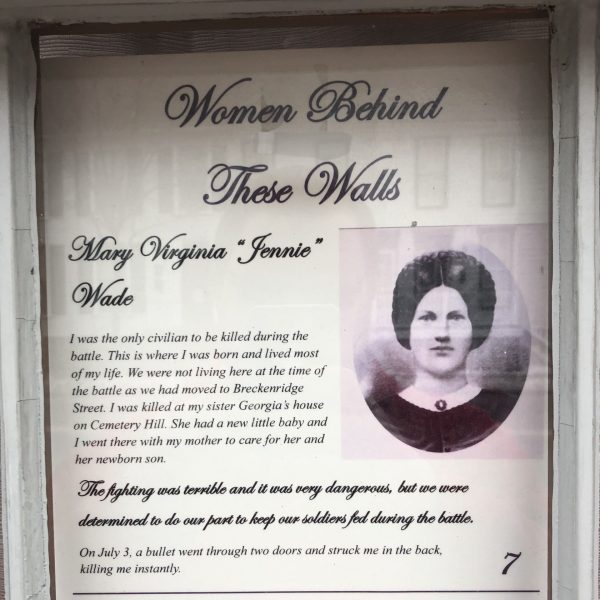 Women Behind
These Walls
Mary Virginia "Jennie"
Wade
I was the only civilian to be killed during the
battle. This is where I was born and lived most
of my life. We were not living here at the time of
the battle as we had moved to Breckenridge
Street. I was killed at my sister Georgia's house
on Cemetery Hill. She had a new little baby and
I went there with my mother to care for her and
her newborn son.
The fighting was terrible and it was very dangerous, but we were
determined to do our part to keep our soldiers fed during the battle.
On July 3, a bullet went through two doors and struck me in the back,
killing me instantly.
7